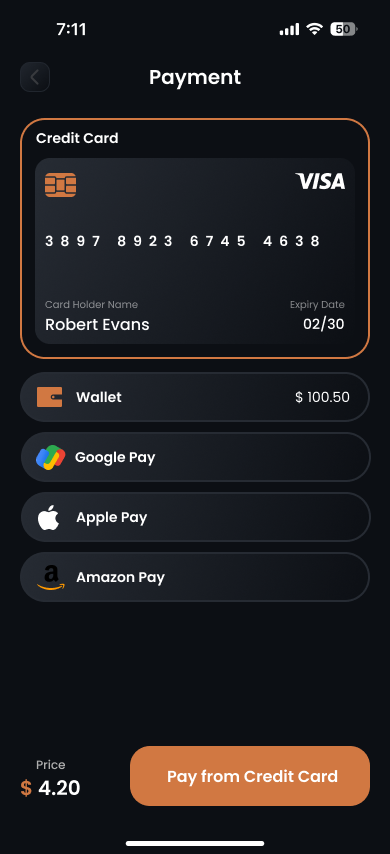 7:11
50
Payment
Credit Card
VISA
3897 8923 6745 4638
Card Holder Name
Expiry Date
Robert Evans
02/30
Wallet
$ 100.50
Google Pay
Apple Pay
a
Amazon Pay
Price
$ 4.20
Pay from Credit Card